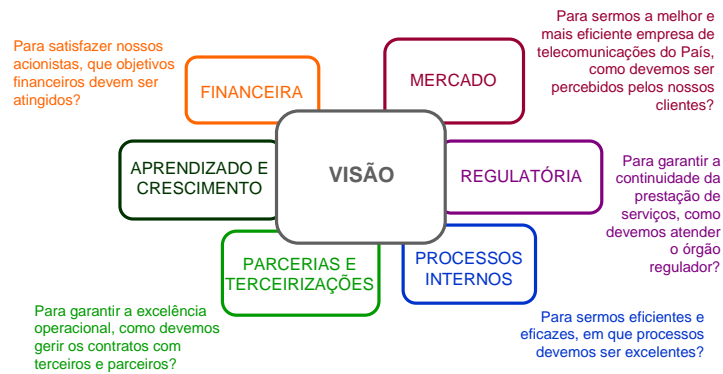 Para satisfazer nossos
acionistas, que objetivos
financeiros devem ser
atingidos?
FINANCEIRA
MERCADO
Para sermos a melhor e
mais eficiente empresa de
telecomunicações do País,
como devemos ser
percebidos pelos nossos
clientes?
APRENDIZADO E
CRESCIMENTO
VISÃO
REGULATÓRIA
Para garantir a
continuidade da
prestação de
serviços, como
devemos atender
o órgão
regulador?
PARCERIAS E
TERCEIRIZAÇÕES
PROCESSOS
INTERNOS
Para garantir a excelência
operacional, como devemos
gerir os contratos com
terceiros e parceiros?
Para sermos eficientes e
eficazes, em que processos
devemos ser excelentes?